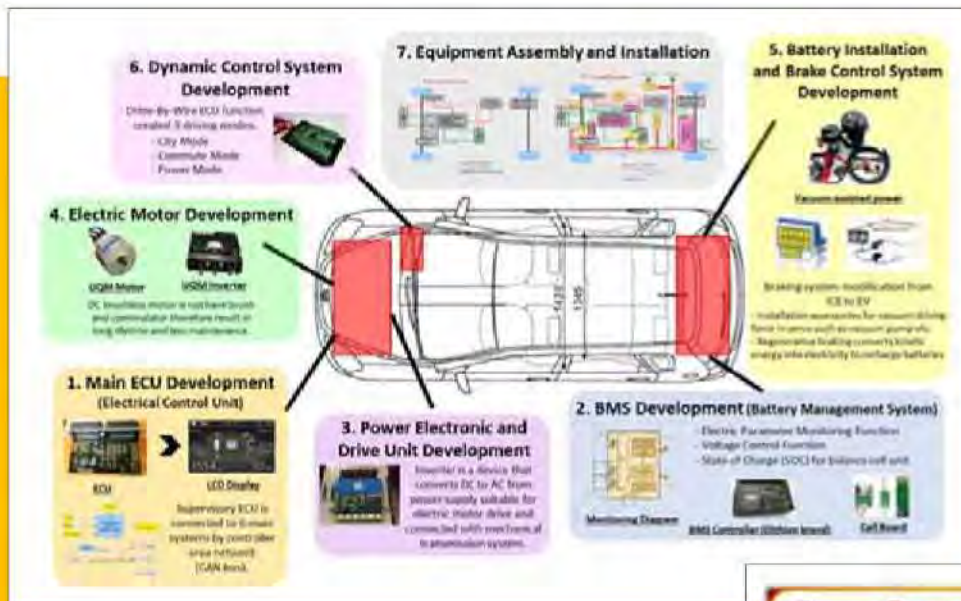 6. Dynamic Control System
Development
Drive-By-Wire ECU function
created 3 driving modes.
- City Mode
- Commute Mode
- Power Mode
7. Equipment Assembly and Installation
5. Battery Installation
and Brake Control System
Development
Vacuum assisted power
Braking system modification from
ICE to EV
- Installation accessories for vacuum driving
force in servo such as vacuum pump etc.
- Regenerative braking converts kinetic
energy into electricity to recharge batteries
4. Electric Motor Development
UQM Motor
UQM Inverter
DC brushless motor is not have brush
and commutator therefore result in
long lifetime and less maintenance.
1420
1365
1. Main ECU Development
(Electrical Control Unit)
ECU
LCD Display
Supervisory ECU is
connected to 6 main
systems by controller
area network
(CAN bus).
3. Power Electronic and
Drive Unit Development
Inverter is a device that
converts DC to AC from
power supply suitable for
electric motor drive and
connected with mechanical
transmission system.
2. BMS Development (Battery Management System)
- Electric Parameter Monitoring Function
- Voltage Control Function
- State of Charge (SOC) for balance cell unit
Monitoring Diagram
BMS Controller (Elithion brand)
Cell Board